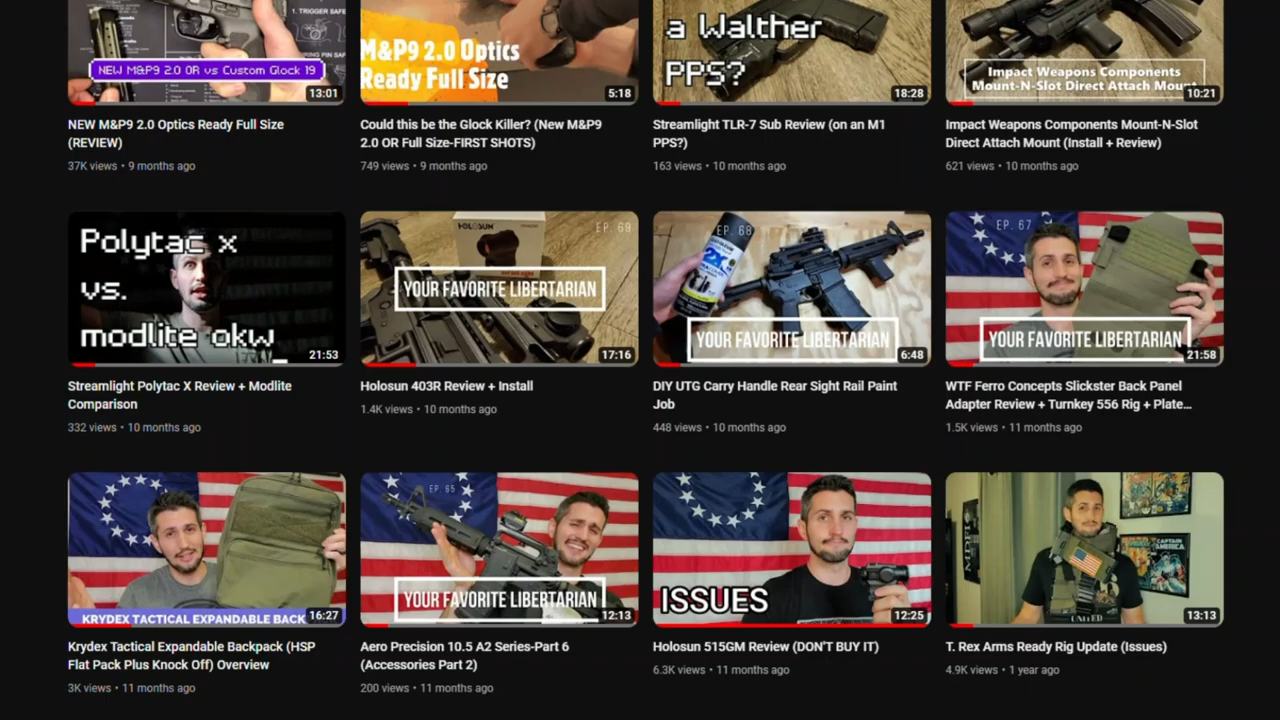 1. TRIGGER SAFE
NEW M&P9 2.0 OR vs Custom Glock 19
13:01
M&P9 2.0 Optics
Ready Full Size
5:18
a Walther
PPS?
18:28
Impact Weapons Components
Mount-N-Slot Direct Attach Mou
10:21
NEW M&P9 2.0 Optics Ready Full Size
(REVIEW)
37K views • 9 months ago
Could this be the Glock Killer? (New M&P9
2.0 OR Full Size-FIRST SHOTS)
749 views • 9 months ago
Streamlight TLR-7 Sub Review (on an M1
PPS?)
163 views • 10 months ago
Impact Weapons Components Mount-N-Slot
Direct Attach Mount (Install + Review)
621 views • 10 months ago
Polytac x
vs.
modlite okw_
21:53
HOLOSUN
EP. 69
YOUR FAVORITE LIBERTARIAN
17:16
EP. 68
2X
YOUR FAVORITE LIBERTARIAN
6:48
EP. 67
YOUR FAVORITE LIBERTARIAN
21:58
Streamlight Polytac X Review + Modlite
Comparison
332 views • 10 months ago
Holosun 403R Review + Install
1.4K views • 10 months ago
DIY UTG Carry Handle Rear Sight Rail Paint
Job
448 views • 10 months ago
WTF Ferro Concepts Slickster Back Panel
Adapter Review + Turnkey 556 Rig + Plate...
1.5K views • 11 months ago
KRYDEX TACTICAL EXPANDABLE BACK
16:27
EP. 65
YOUR FAVORITE LIBERTARIAN
12:13
ISSUES
12:25
CAPTAIN
AMERICA
UNITED
13:13
Krydex Tactical Expandable Backpack (HSP
Flat Pack Plus Knock Off) Overview
3K views • 11 months ago
Aero Precision 10.5 A2 Series-Part 6
(Accessories Part 2)
200 views • 11 months ago
Holosun 515GM Review (DON'T BUY IT)
6.3K views • 11 months ago
T. Rex Arms Ready Rig Update (Issues)
4.9K views • 1 year ago